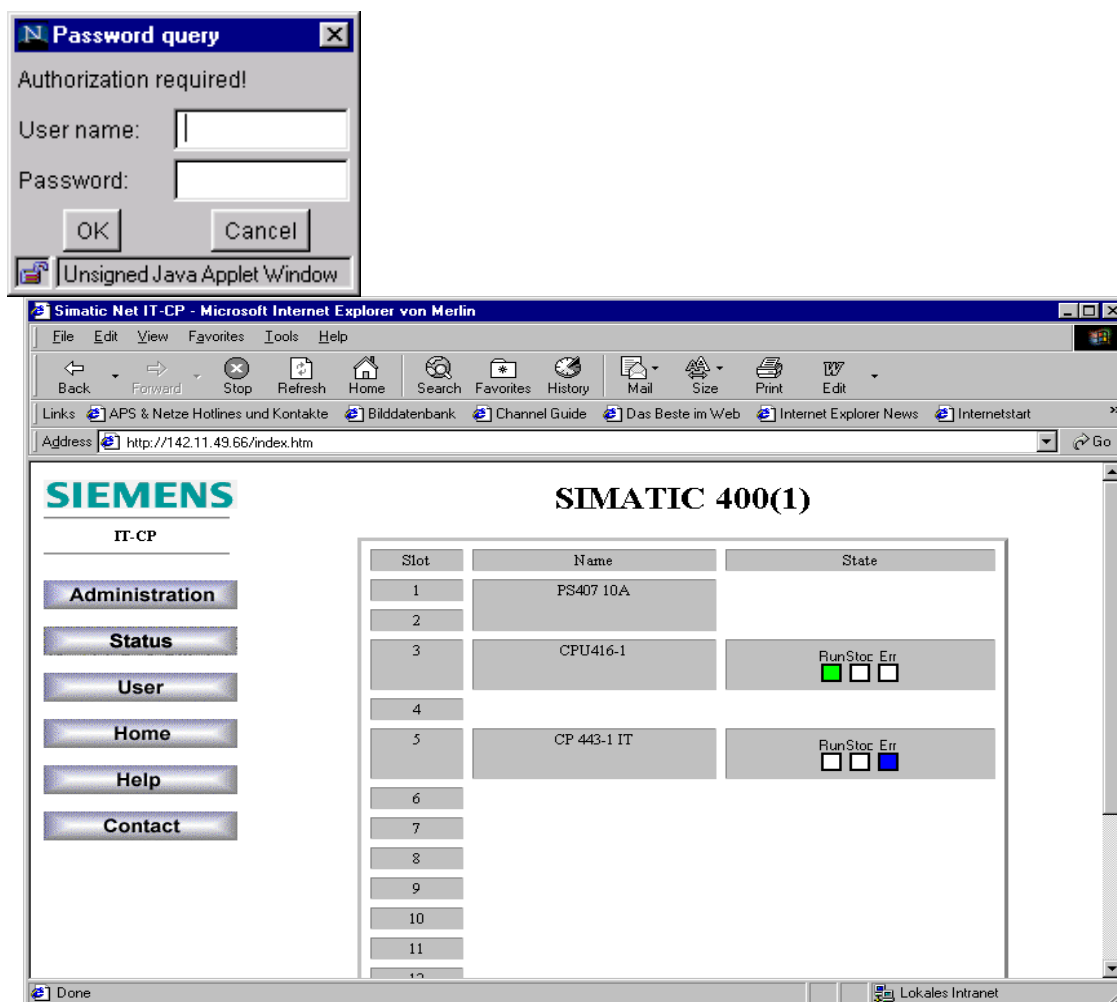 Password query
Authorization required!
User name:
Password:
OK Cancel
Unsigned Java Applet Window
Simatic Net IT-CP - Microsoft Internet Explorer von Merlin
File Edit View Favorites Tools Help
Back Forward Stop Refresh Home Search Favorites History Mail Size Print Edit
Links APS & Netze Hotlines und Kontakte Bilddatenbank Channel Guide Das Beste im Web Internet Explorer News Internetstart
Address http://142.11.49.66/index.htm Go
SIEMENS
IT-CP
Administration
Status
User
Home
Help
Contact
SIMATIC 400(1)
Slot Name State
1 PS407 10A
2
3 CPU416-1 Run Stoc Err
4
5 CP 443-1 IT Run Stoc Err
6
7
8
9
10
11
12
Done Lokales Intranet